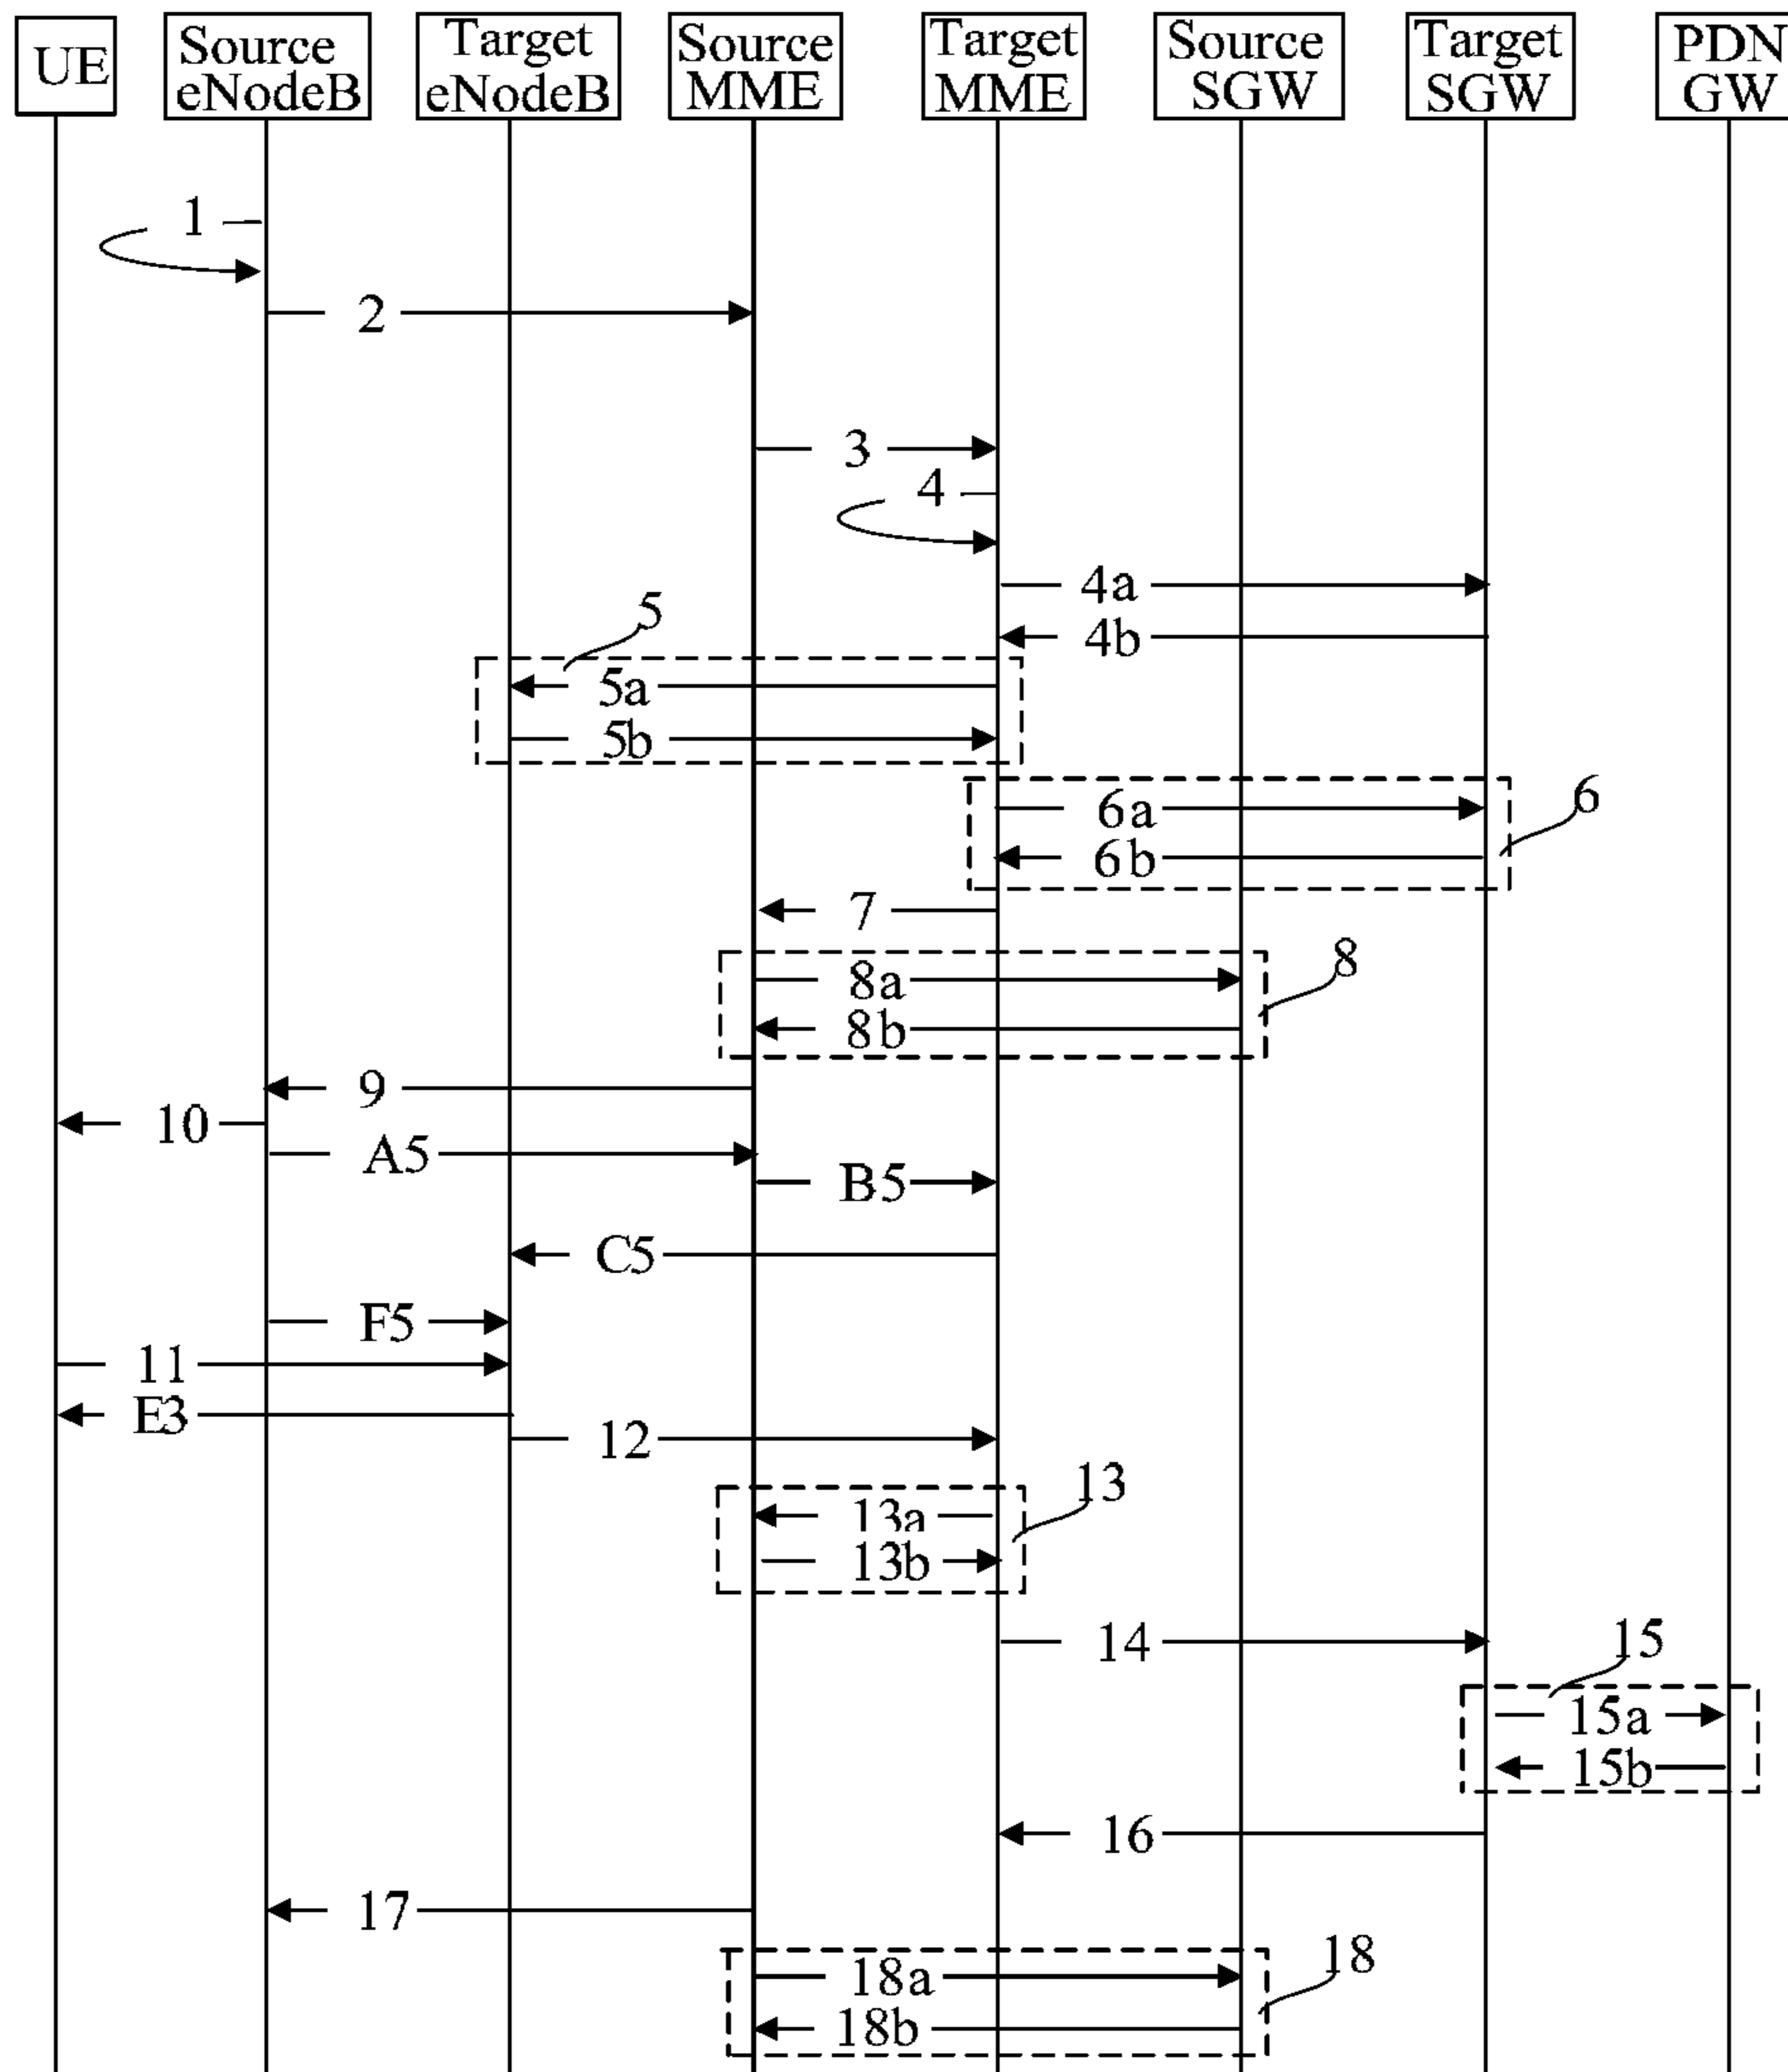 UE
Source
eNodeB
Target
eNodeB
Source
MME
Target
MME
Source
SGW
Target
SGW
PDN
GW
1
2
3
4
4a
4b
5
5a
5b
6
6a
6b
7
8
8a
8b
9
10
A5
B5
C5
F5
11
E3
12
13
13a
13b
14
15
15a
15b
16
17
18
18a
18b